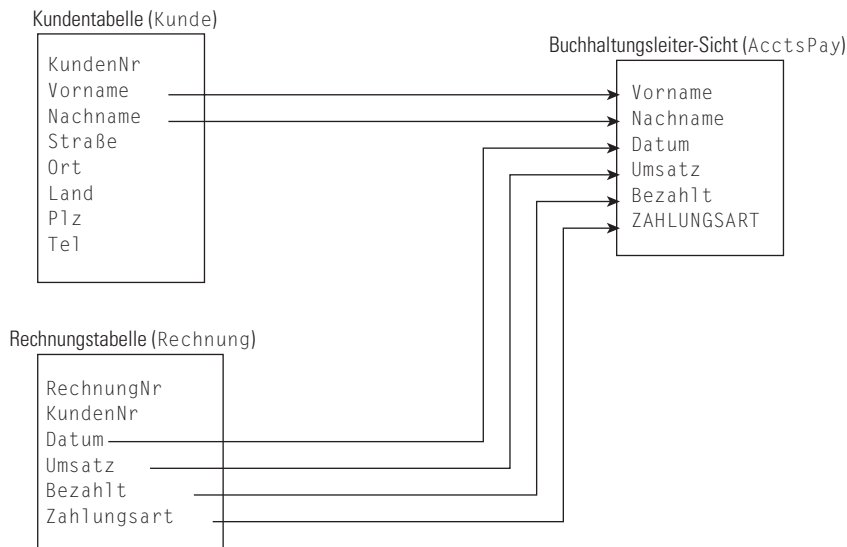 Kundentabelle (Kunde)
KundenNr
Vorname
Nachname
Straße
Ort
Land
Plz
Tel
Buchhaltungsleiter-Sicht (AcctsPay)
Vorname
Nachname
Datum
Umsatz
Bezahlt
ZAHLUNGSART
Rechnungstabelle (Rechnung)
RechnungNr
KundenNr
Datum
Umsatz
Bezahlt
Zahlungsart